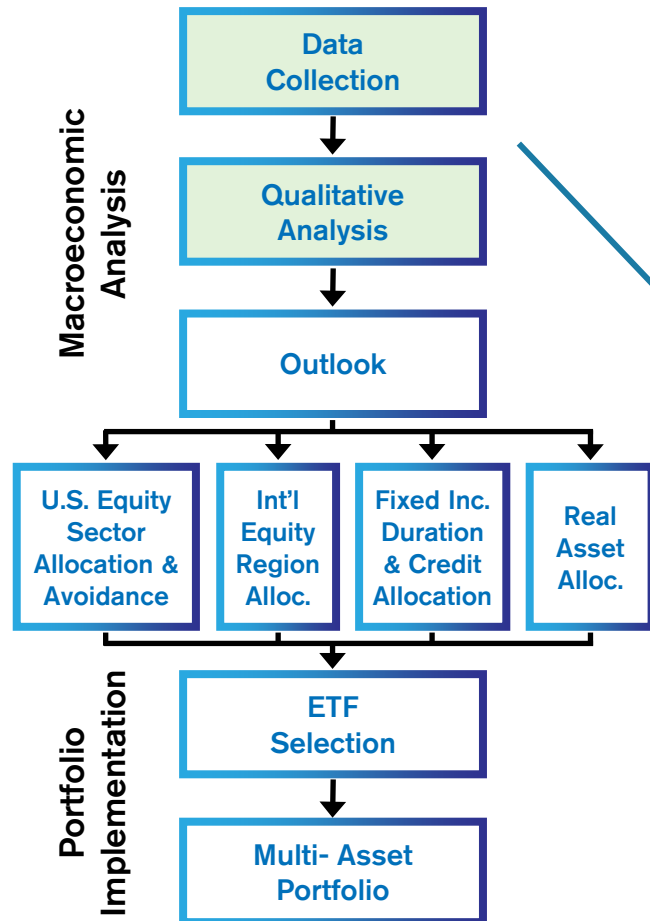 Data
Collection
Macroeconomic
Analysis
Qualitative
Analysis
Outlook
U.S. Equity
Sector
Allocation &
Avoidance
Int'l
Equity
Region
Alloc.
Fixed Inc.
Duration
& Credit
Allocation
Real
Asset
Alloc.
Portfolio
Implementation
ETF
Selection
Multi- Asset
Portfolio